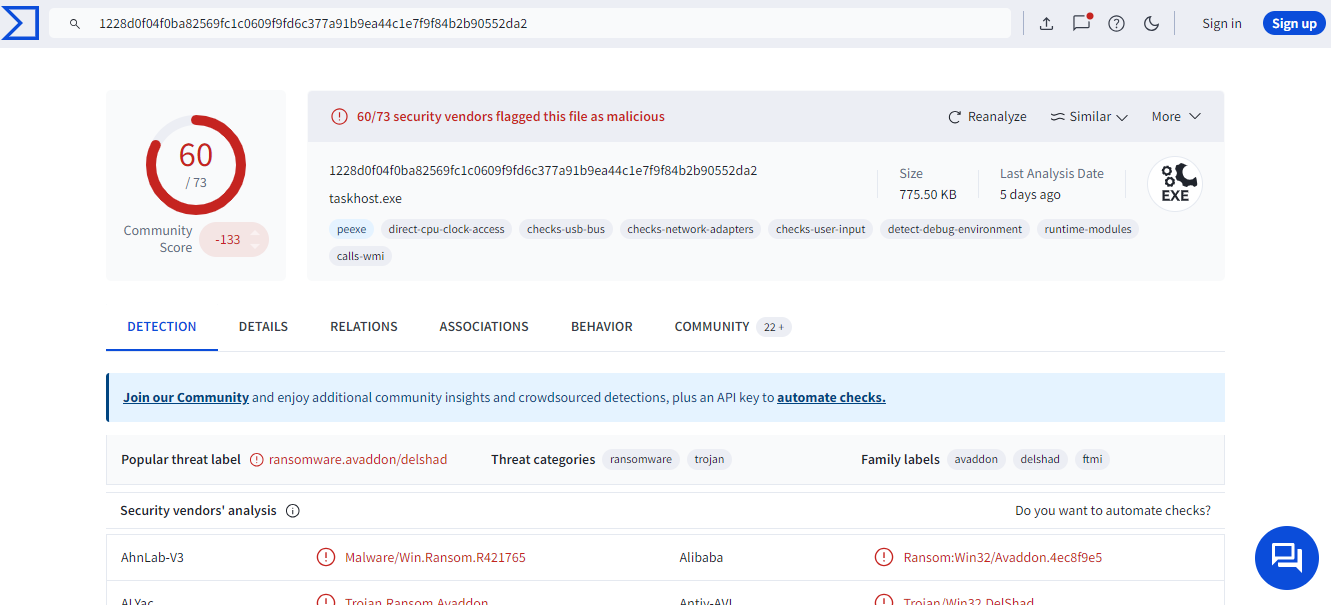 1228d0f04f0ba82569fc1c0609f9fd6c377a91b9ea44c1e7f9f84b2b90552da2
Sign in
Sign up
60
/ 73
Community
Score
-133
60/73 security vendors flagged this file as malicious
Reanalyze
Similar
More
1228d0f04f0ba82569fc1c0609f9fd6c377a91b9ea44c1e7f9f84b2b90552da2
taskhost.exe
Size
775.50 KB
Last Analysis Date
5 days ago
EXE
peexe direct-cpu-clock-access checks-usb-bus checks-network-adapters checks-user-input detect-debug-environment runtime-modules
calls-wmi
DETECTION DETAILS RELATIONS ASSOCIATIONS BEHAVIOR COMMUNITY 22 +
Join our Community and enjoy additional community insights and crowdsourced detections, plus an API key to automate checks.
Popular threat label ransomware.avaddon/delshad Threat categories ransomware trojan Family labels avaddon delshad ftmi
Security vendors' analysis Do you want to automate checks?
AhnLab-V3 Malware/Win.Ransom.R421765 Alibaba Ransom:Win32/Avaddon.4ec8f9e5
ALYac Trojan.Ransom.Avaddon Antiy-AVL Trojan/Win32.DelShad